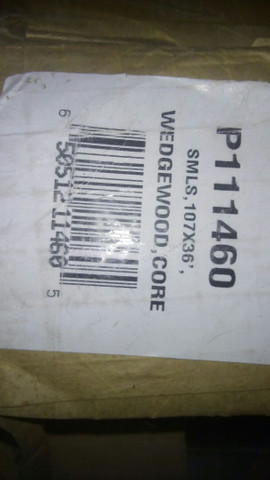 P111460
SMLS,107X36',
WEDGEWOOD,CORE
6 50512 11460 5